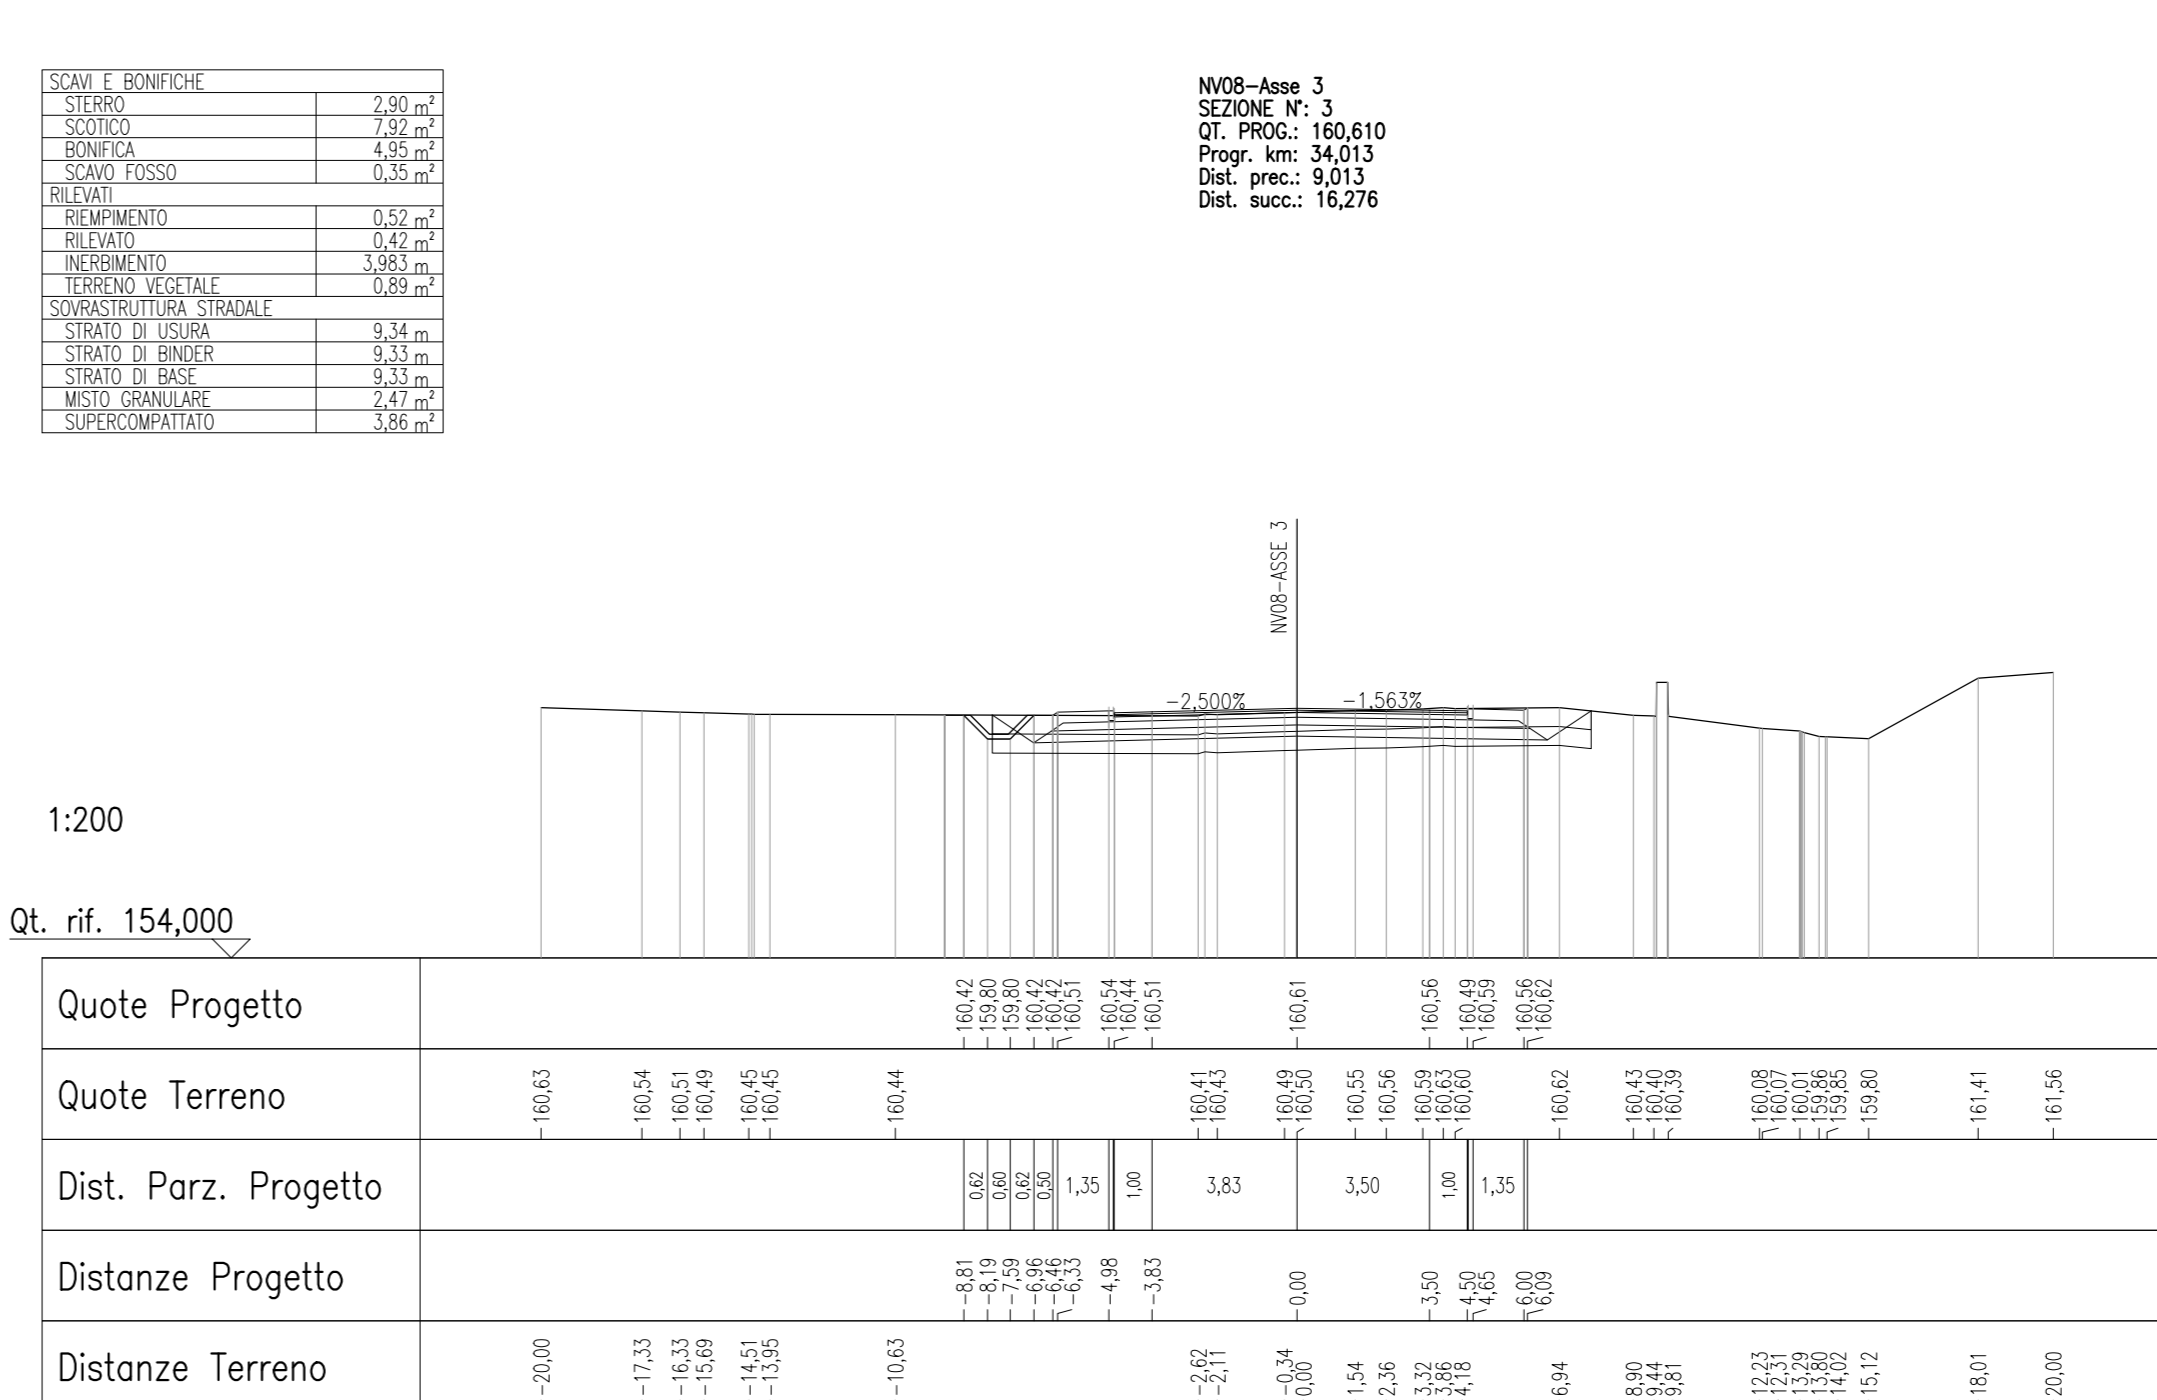 SCAVI E BONIFICHE
STERRO 2,90 m²
SCOTICO 7,92 m²
BONIFICA 4,95 m²
SCAVO FOSSO 0,35 m²
RILEVATI
RIEMPIMENTO 0,52 m²
RILEVATO 0,42 m²
INERBIMENTO 3,983 m
TERRENO VEGETALE 0,89 m²
SOVRASTRUTTURA STRADALE
STRATO DI USURA 9,34 m
STRATO DI BINDER 9,33 m
STRATO DI BASE 9,33 m
MISTO GRANULARE 2,47 m²
SUPERCOMPATTATO 3,86 m²
NV08-Asse 3
SEZIONE N°: 3
QT. PROG.: 160,610
Progr. km: 34,013
Dist. prec.: 9,013
Dist. succ.: 16,276
NV08-ASSE 3
-2,500% -1,563%
1:200
Qt. rif. 154,000
Quote Progetto 160,42 159,80 159,80 160,42 160,42 160,51 160,54 160,44 160,51 160,61 160,56 160,49 160,59 160,56 160,62
Quote Terreno 160,63 160,54 160,51 160,49 160,45 160,45 160,44 160,41 160,43 160,49 160,50 160,55 160,56 160,59 160,63 160,60 160,62 160,43 160,40 160,39 160,08 160,07 160,01 159,86 159,85 159,80 161,41 161,56
Dist. Parz. Progetto 0,62 0,60 0,62 0,50 1,35 1,00 3,83 3,50 1,00 1,35
Distanze Progetto -8,81 -8,19 -7,59 -6,96 -6,46 -6,33 -4,98 -3,83 0,00 3,50 4,50 4,65 6,00 6,09
Distanze Terreno -20,00 -17,33 -16,33 -15,69 -14,51 -13,95 -10,63 -2,62 -2,11 -0,34 0,00 1,54 2,36 3,32 3,86 4,18 6,94 8,90 9,44 9,81 12,23 12,31 13,29 13,80 14,02 15,12 18,01 20,00